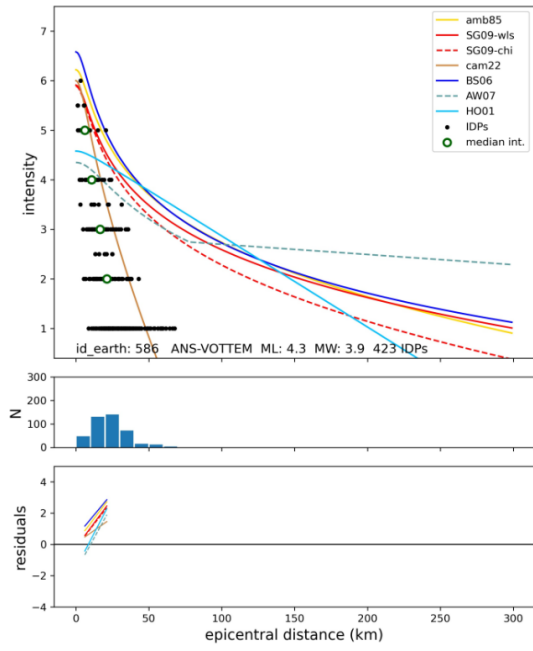 7
6
5
4
3
2
1
intensity
amb85
SG09-wls
SG09-chi
cam22
BS06
AW07
HO01
IDPs
median int.
id_earth: 586 ANS-VOTTEM ML: 4.3 MW: 3.9 423 IDPs
300
200
100
0
N
4
2
0
−2
−4
residuals
0 50 100 150 200 250 300
epicentral distance (km)